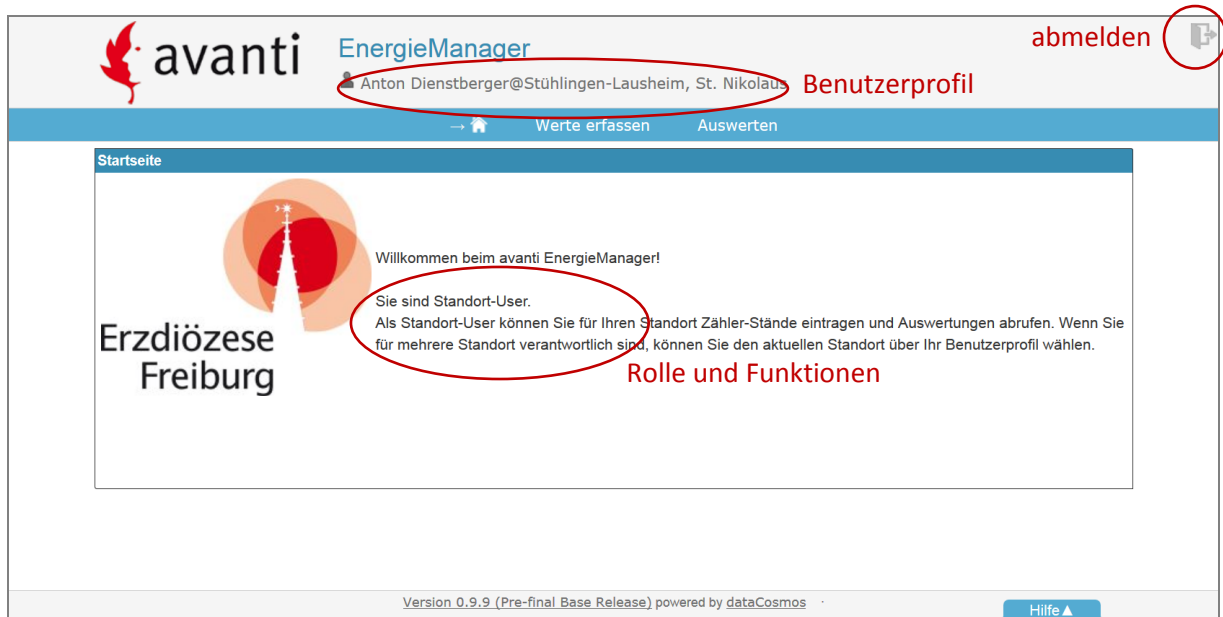 avanti
EnergieManager
abmelden
Anton Dienstberger@Stühlingen-Lausheim, St. Nikolaus
Benutzerprofil
→ Werte erfassen Auswerten
Startseite
Willkommen beim avanti EnergieManager!
Sie sind Standort-User.
Als Standort-User können Sie für Ihren Standort Zähler-Stände eintragen und Auswertungen abrufen. Wenn Sie
für mehrere Standort verantwortlich sind, können Sie den aktuellen Standort über Ihr Benutzerprofil wählen.
Erzdiözese
Freiburg
Rolle und Funktionen
Version 0.9.9 (Pre-final Base Release) powered by dataCosmos ·
Hilfe▲